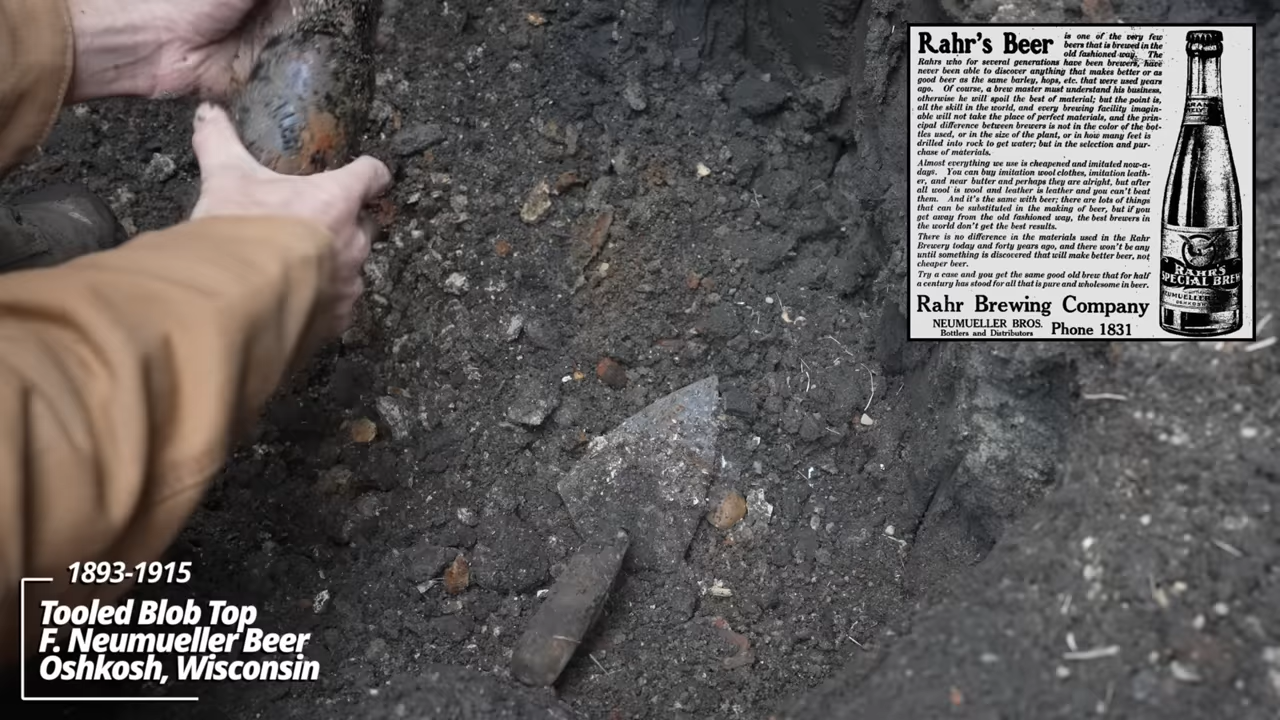 Rahr's Beer
is one of the very few
beers that is brewed in the
old fashioned way. The
Rahrs who for several generations have been brewers, have
never been able to discover anything that makes better or as
good beer as the same barley, hops, etc. that were used years
ago. Of course, a brew master must understand his business,
otherwise he will spoil the best of material; but the point is,
all the skill in the world, and every brewing facility imagin-
able will not take the place of perfect materials, and the prin-
cipal difference between brewers is not in the color of the bot-
tles used, or in the size of the plant, or in how many feet is
drilled into rock to get water; but in the selection and pur-
chase of materials.
Almost everything we use is cheapened and imitated now-a-
days. You can buy imitation wool clothes, imitation leath-
er, and near butter and perhaps they are alright, but after
all wool is wool and leather is leather and you can't beat
them. And it's the same with beer; there are lots of things
that can be substituted in the making of beer, but if you
get away from the old fashioned way, the best brewers in
the world don't get the best results.
There is no difference in the materials used in the Rahr
Brewery today and forty years ago, and there won't be any
until something is discovered that will make better beer, not
cheaper beer.
Try a case and you get the same good old brew that for half
a century has stood for all that is pure and wholesome in beer.
Rahr Brewing Company
NEUMUELLER BROS.
Bottlers and Distributors
Phone 1831
RAHR'S
SPECIAL BREW
1893-1915
Tooled Blob Top
F. Neumueller Beer
Oshkosh, Wisconsin